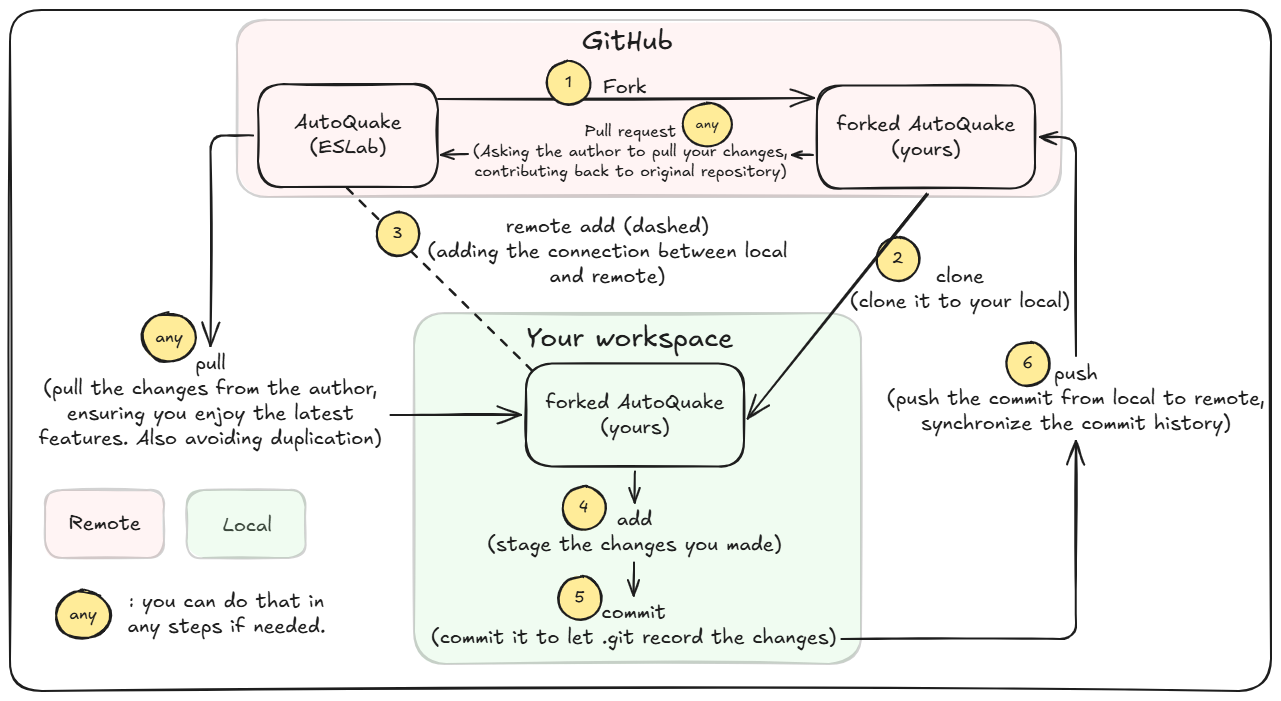 GitHub
1
Fork
AutoQuake
(ESLab)
Pull request
any
(Asking the author to pull your changes,
contributing back to original repository)
forked AutoQuake
(yours)
3
remote add (dashed)
(adding the connection between local
and remote)
2
clone
(clone it to your local)
any
pull
(pull the changes from the author,
ensuring you enjoy the latest
features. Also avoiding duplication)
Your workspace
forked AutoQuake
(yours)
6
push
(push the commit from local to remote,
synchronize the commit history)
4
add
(stage the changes you made)
5
commit
(commit it to let .git record the changes)
Remote
Local
any
: you can do that in
any steps if needed.